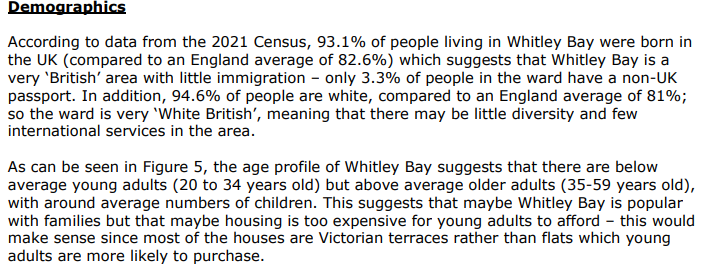 Demographics
According to data from the 2021 Census, 93.1% of people living in Whitley Bay were born in
the UK (compared to an England average of 82.6%) which suggests that Whitley Bay is a
very ‘British’ area with little immigration – only 3.3% of people in the ward have a non-UK
passport. In addition, 94.6% of people are white, compared to an England average of 81%;
so the ward is very ‘White British’, meaning that there may be little diversity and few
international services in the area.
As can be seen in Figure 5, the age profile of Whitley Bay suggests that there are below
average young adults (20 to 34 years old) but above average older adults (35-59 years old),
with around average numbers of children. This suggests that maybe Whitley Bay is popular
with families but that maybe housing is too expensive for young adults to afford – this would
make sense since most of the houses are Victorian terraces rather than flats which young
adults are more likely to purchase.